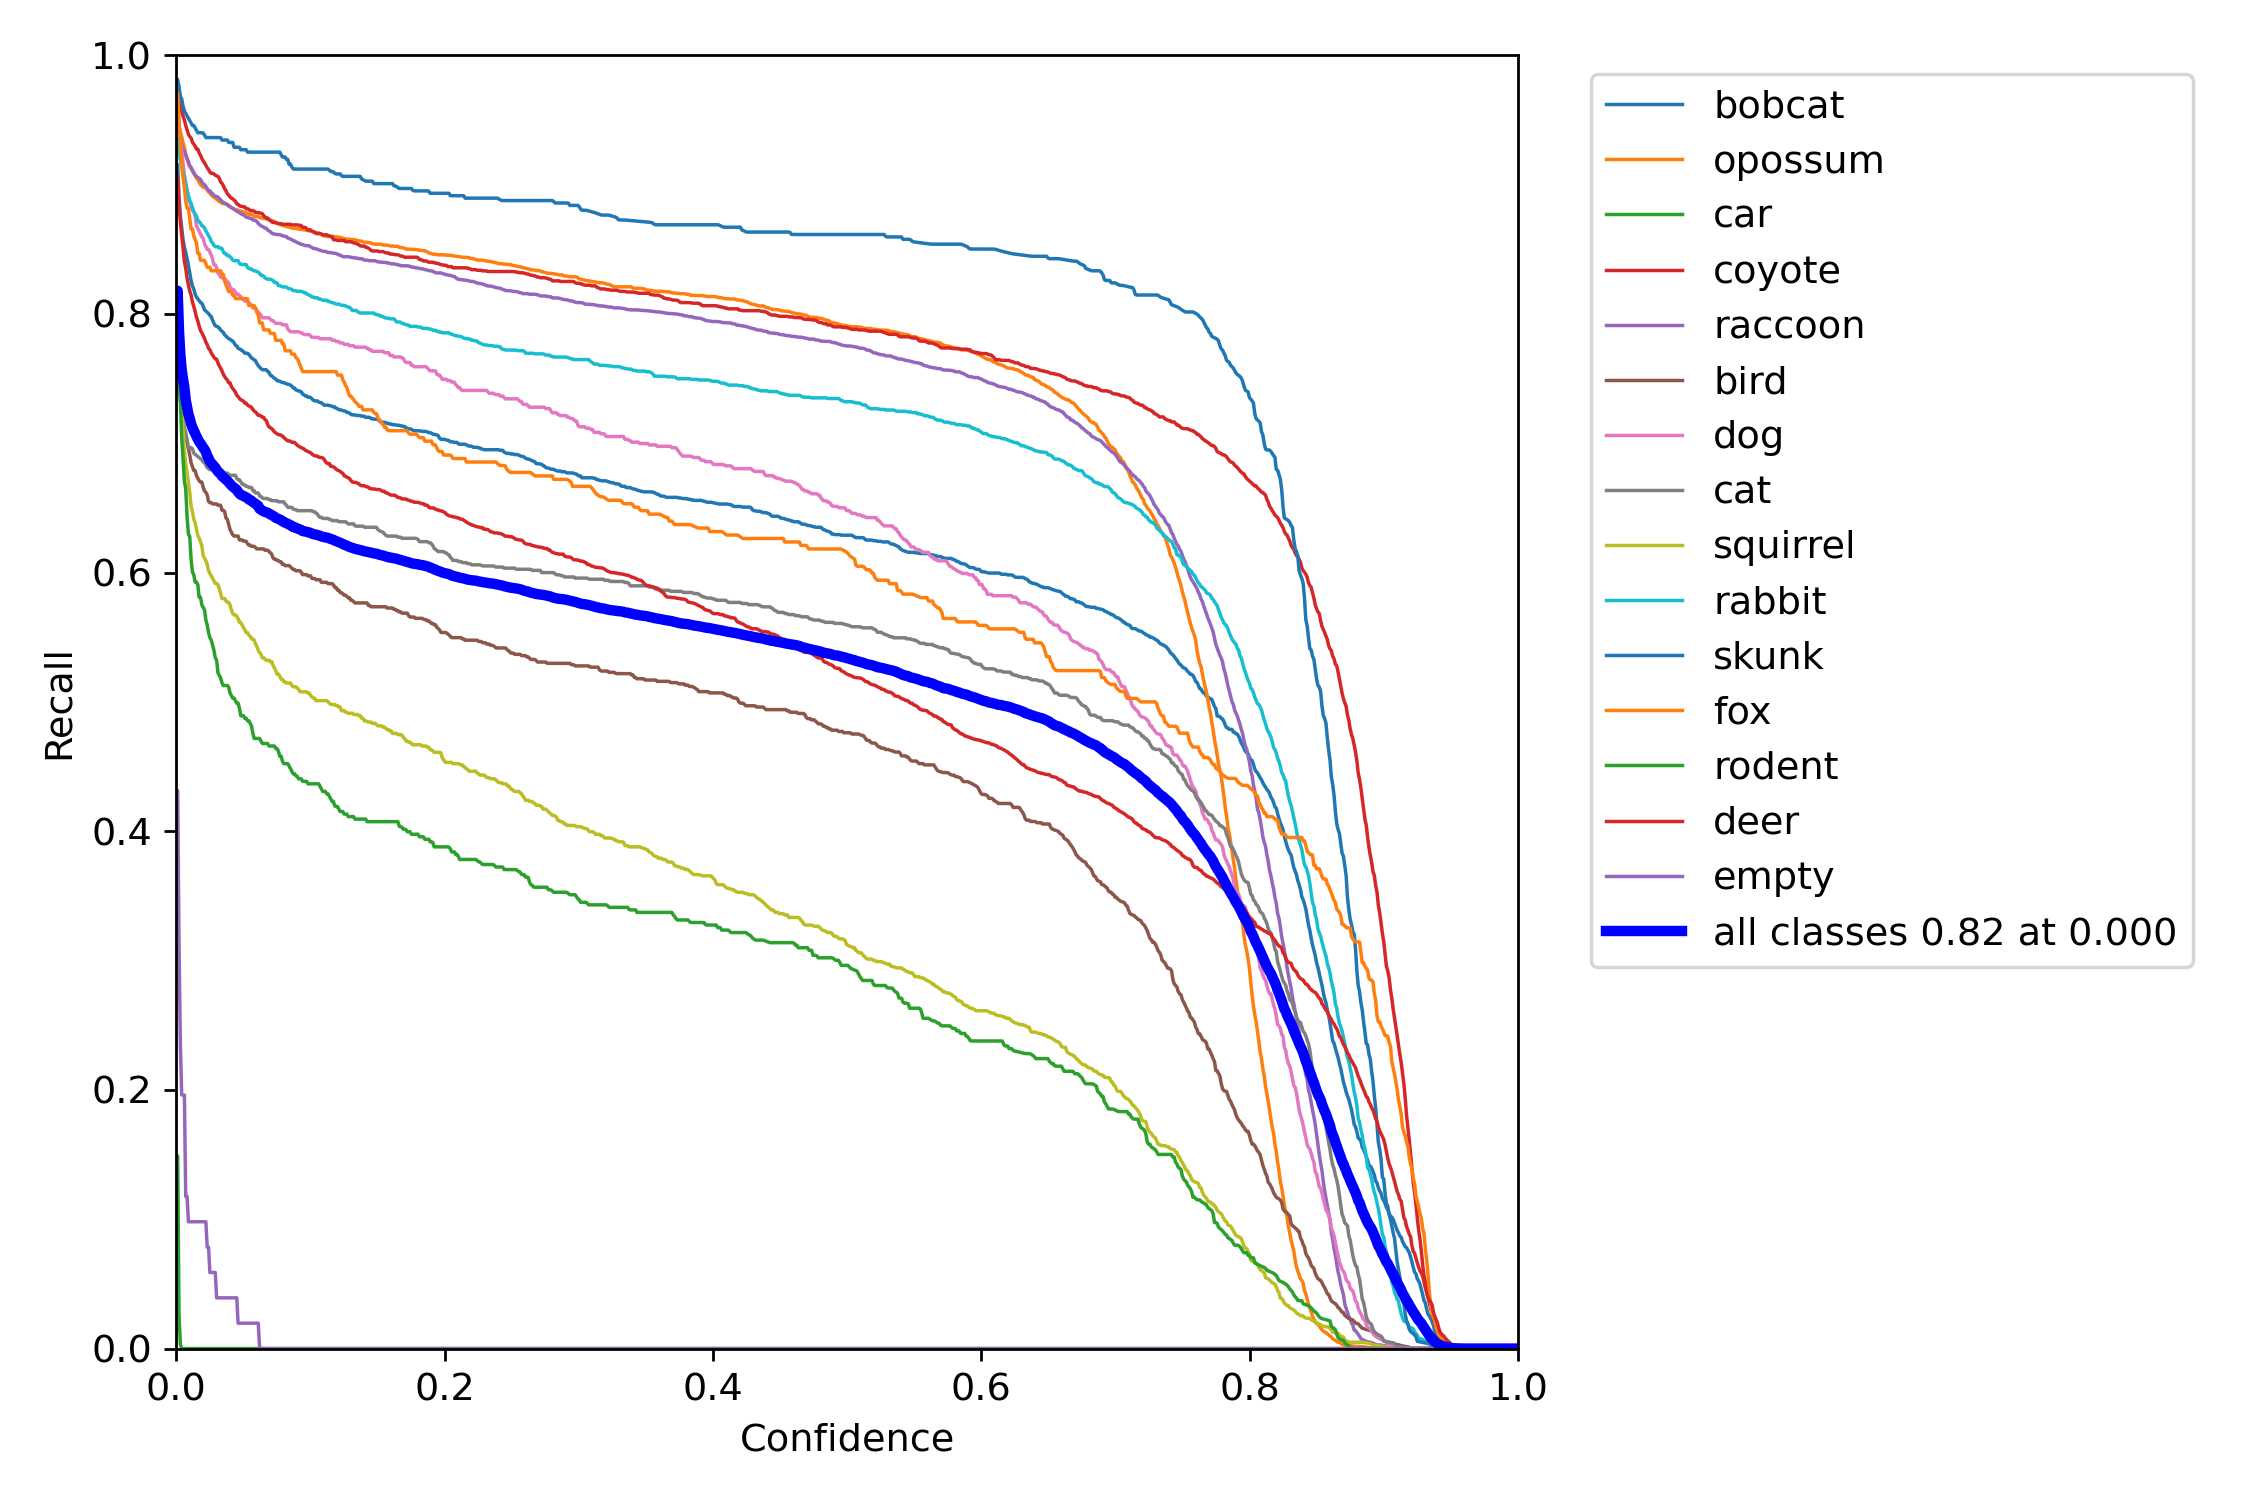 1.0
0.8
0.6
0.4
0.2
0.0
Recall
0.0 0.2 0.4 0.6 0.8 1.0
Confidence
bobcat
opossum
car
coyote
raccoon
bird
dog
cat
squirrel
rabbit
skunk
fox
rodent
deer
empty
all classes 0.82 at 0.000